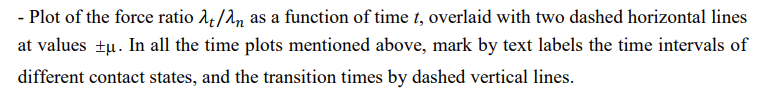 - Plot of the force ratio λt/λn as a function of time t, overlaid with two dashed horizontal lines
at values ±μ. In all the time plots mentioned above, mark by text labels the time intervals of
different contact states, and the transition times by dashed vertical lines.